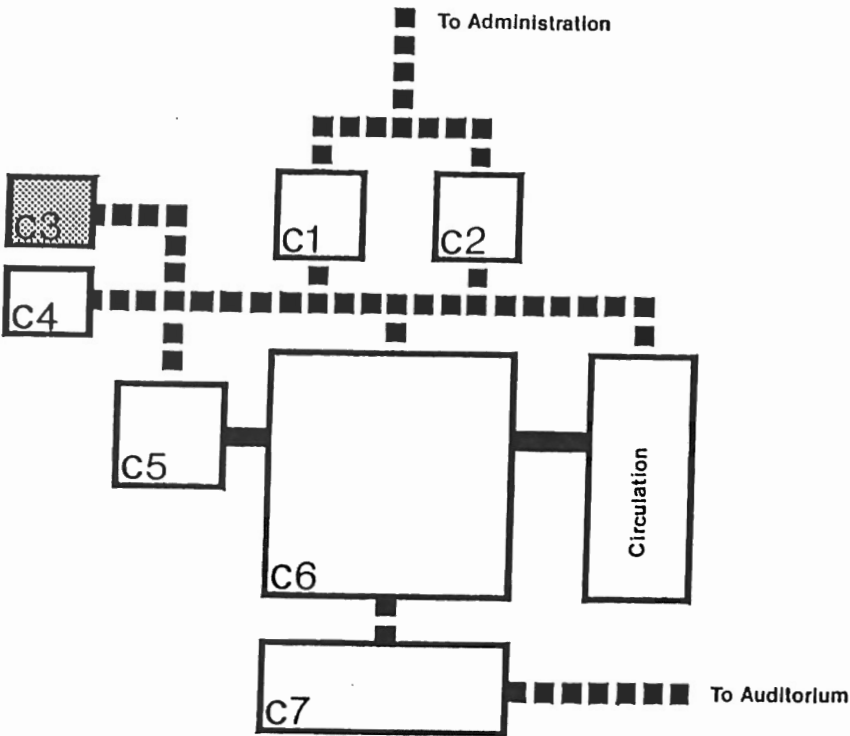 To Administration
C3
C1
C2
C4
C5
Circulation
C6
C7
To Auditorium